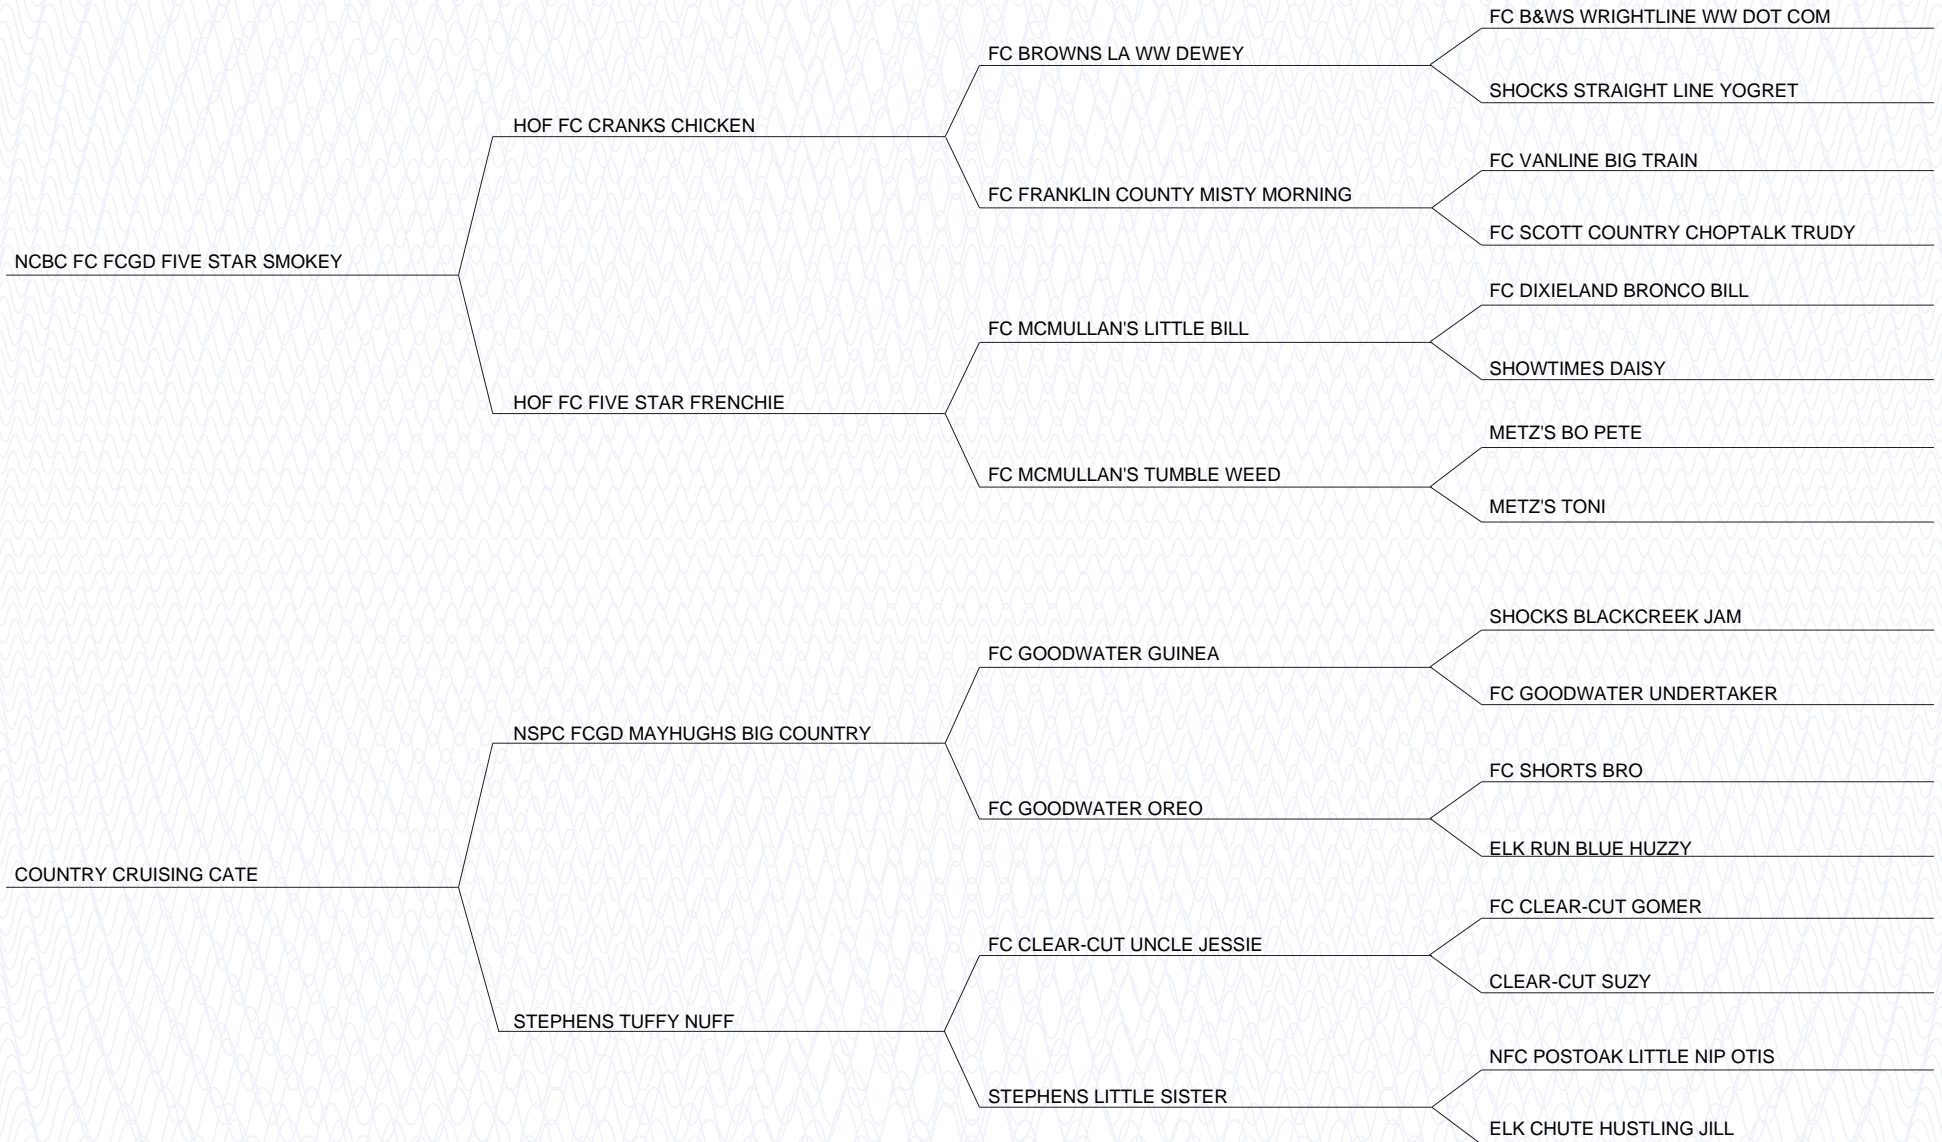 FC B&WS WRIGHTLINE WW DOT COM
FC BROWNS LA WW DEWEY
SHOCKS STRAIGHT LINE YOGRET
HOF FC CRANKS CHICKEN
FC VANLINE BIG TRAIN
FC FRANKLIN COUNTY MISTY MORNING
FC SCOTT COUNTRY CHOPTALK TRUDY
NCBC FC FCGD FIVE STAR SMOKEY
FC DIXIELAND BRONCO BILL
FC MCMULLAN'S LITTLE BILL
SHOWTIMES DAISY
HOF FC FIVE STAR FRENCHIE
METZ'S BO PETE
FC MCMULLAN'S TUMBLE WEED
METZ'S TONI
SHOCKS BLACKCREEK JAM
FC GOODWATER GUINEA
FC GOODWATER UNDERTAKER
NSPC FCGD MAYHUGHS BIG COUNTRY
FC SHORTS BRO
FC GOODWATER OREO
ELK RUN BLUE HUZZY
COUNTRY CRUISING CATE
FC CLEAR-CUT GOMER
FC CLEAR-CUT UNCLE JESSIE
CLEAR-CUT SUZY
STEPHENS TUFFY NUFF
NFC POSTOAK LITTLE NIP OTIS
STEPHENS LITTLE SISTER
ELK CHUTE HUSTLING JILL